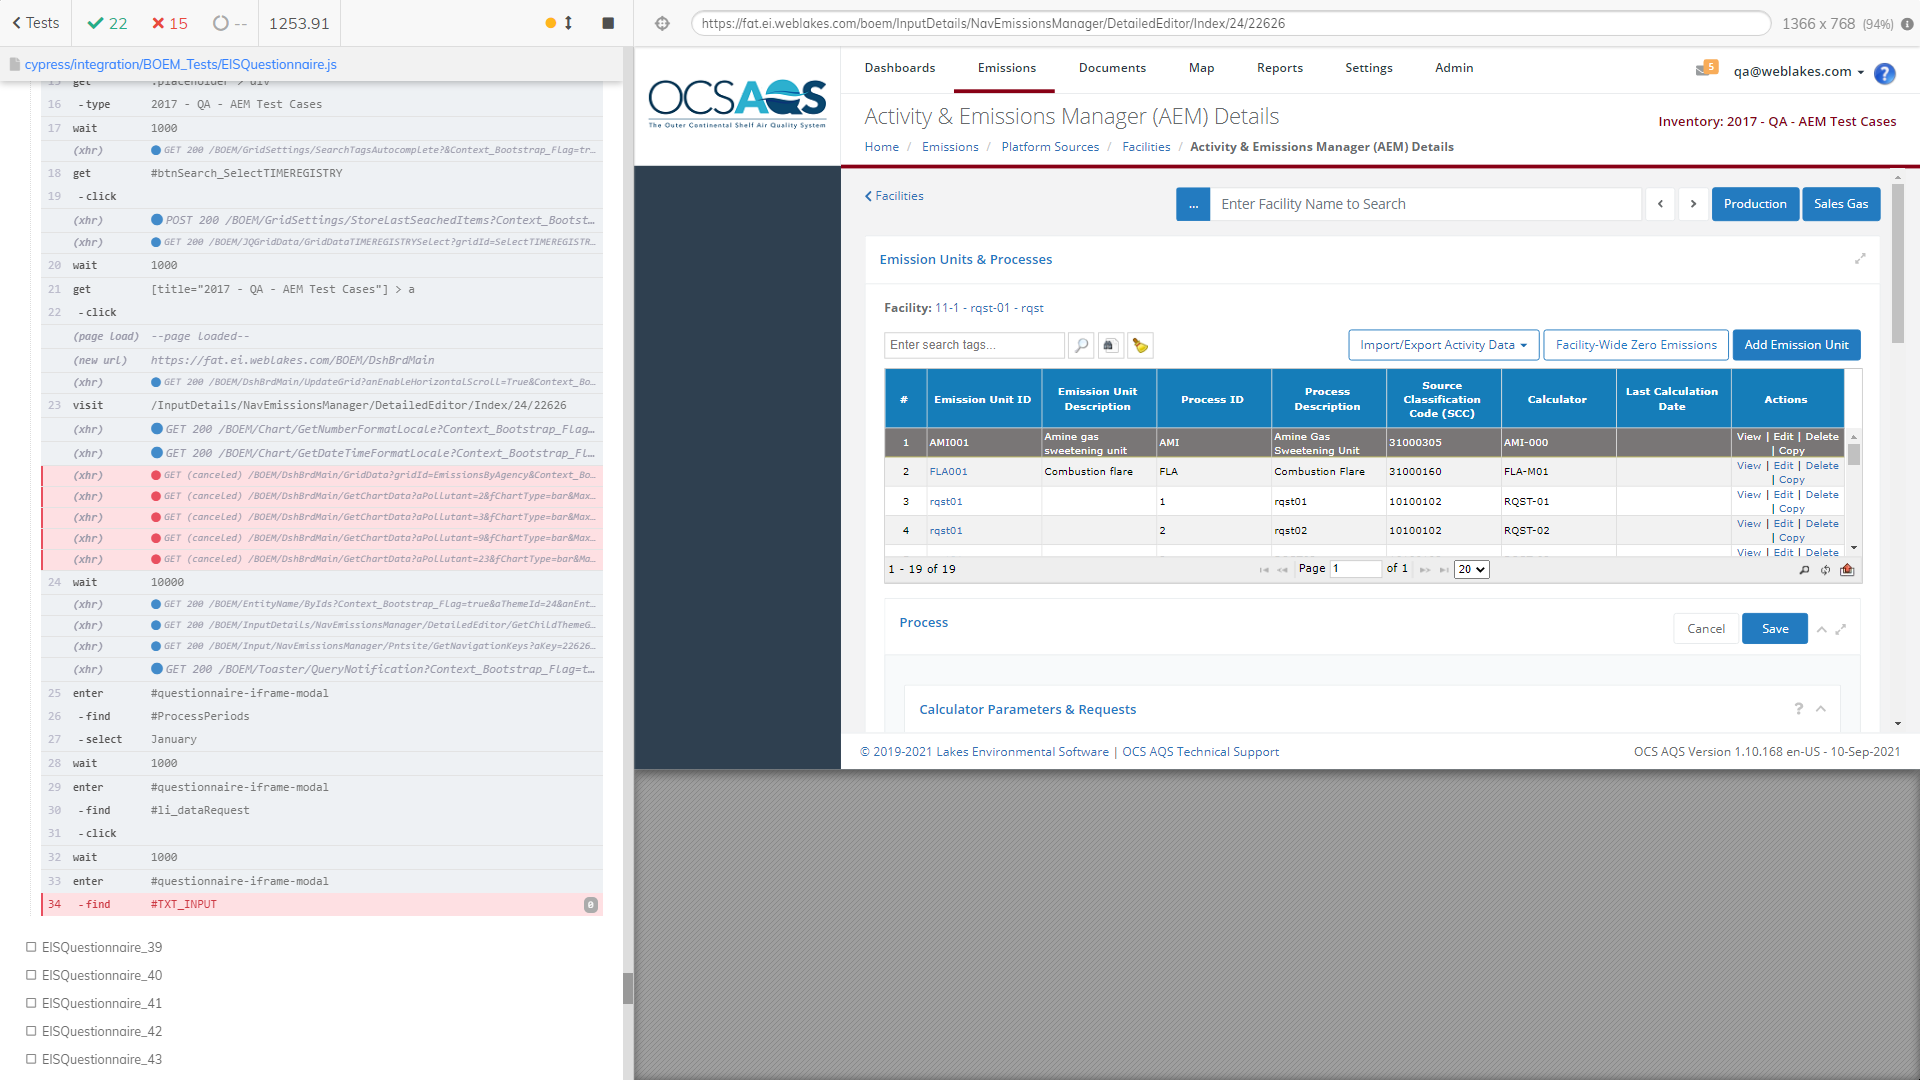 Tests
22
15
--
1253.91
cypress/integration/BOEM_Tests/EISQuestionnaire.js
15 get .placeholder > div
16 -type 2017 - QA - AEM Test Cases
17 wait 1000
(xhr) GET 200 /BOEM/GridSettings/SearchTagsAutocomplete?&Context_Bootstrap_Flag=tr...
18 get #btnSearch_SelectTIMEREGISTRY
19 -click
(xhr) POST 200 /BOEM/GridSettings/StoreLastSeachedItems?Context_Bootst...
(xhr) GET 200 /BOEM/JQGridData/GridDataTIMEREGISTRYSelect?gridId=SelectTIMEREGISTR...
20 wait 1000
21 get [title="2017 - QA - AEM Test Cases"] > a
22 -click
(page load) --page loaded--
(new url) https://fat.ei.weblakes.com/BOEM/DshBrdMain
(xhr) GET 200 /BOEM/DshBrdMain/UpdateGrid?anEnableHorizontalScroll=True&Context_Bo...
23 visit /InputDetails/NavEmissionsManager/DetailedEditor/Index/24/22626
(xhr) GET 200 /BOEM/Chart/GetNumberFormatLocale?Context_Bootstrap_Flag...
(xhr) GET 200 /BOEM/Chart/GetDateTimeFormatLocale?Context_Bootstrap_Fl...
(xhr) GET (canceled) /BOEM/DshBrdMain/GridData?gridId=EmissionsByAgency&Context_Bo...
(xhr) GET (canceled) /BOEM/DshBrdMain/GetChartData?aPollutant=2&fChartType=bar&Max...
(xhr) GET (canceled) /BOEM/DshBrdMain/GetChartData?aPollutant=3&fChartType=bar&Max...
(xhr) GET (canceled) /BOEM/DshBrdMain/GetChartData?aPollutant=9&fChartType=bar&Max...
(xhr) GET (canceled) /BOEM/DshBrdMain/GetChartData?aPollutant=23&fChartType=bar&Ma...
24 wait 10000
(xhr) GET 200 /BOEM/EntityName/ByIds?Context_Bootstrap_Flag=true&aThemeId=24&anEnt...
(xhr) GET 200 /BOEM/InputDetails/NavEmissionsManager/DetailedEditor/GetChildThemeG...
(xhr) GET 200 /BOEM/Input/NavEmissionsManager/Pntsite/GetNavigationKeys?aKey=22626...
(xhr) GET 200 /BOEM/Toaster/QueryNotification?Context_Bootstrap_Flag=t...
25 enter #questionnaire-iframe-modal
26 -find #ProcessPeriods
27 -select January
28 wait 1000
29 enter #questionnaire-iframe-modal
30 -find #li_dataRequest
31 -click
32 wait 1000
33 enter #questionnaire-iframe-modal
34 -find #TXT_INPUT 0
EISQuestionnaire_39
EISQuestionnaire_40
EISQuestionnaire_41
EISQuestionnaire_42
EISQuestionnaire_43
https://fat.ei.weblakes.com/boem/InputDetails/NavEmissionsManager/DetailedEditor/Index/24/22626
1366 x 768 (94%)
OCSAQS
The Outer Continental Shelf Air Quality System
Dashboards Emissions Documents Map Reports Settings Admin
5 qa@weblakes.com ?
Activity & Emissions Manager (AEM) Details
Inventory: 2017 - QA - AEM Test Cases
Home / Emissions / Platform Sources / Facilities / Activity & Emissions Manager (AEM) Details
Facilities
... Enter Facility Name to Search Production Sales Gas
Emission Units & Processes
Facility: 11-1 - rqst-01 - rqst
Enter search tags... Import/Export Activity Data Facility-Wide Zero Emissions Add Emission Unit
# Emission Unit ID Emission Unit Description Process ID Process Description Source Classification Code (SCC) Calculator Last Calculation Date Actions
1 AMI001 Amine gas sweetening unit AMI Amine Gas Sweetening Unit 31000305 AMI-000 View | Edit | Delete | Copy
2 FLA001 Combustion flare FLA Combustion Flare 31000160 FLA-M01 View | Edit | Delete | Copy
3 rqst01 1 rqst01 10100102 RQST-01 View | Edit | Delete | Copy
4 rqst01 2 rqst02 10100102 RQST-02 View | Edit | Delete | Copy
View | Edit | Delete
1 - 19 of 19 Page 1 of 1 20
Process Cancel Save
Calculator Parameters & Requests ?
© 2019-2021 Lakes Environmental Software | OCS AQS Technical Support
OCS AQS Version 1.10.168 en-US - 10-Sep-2021